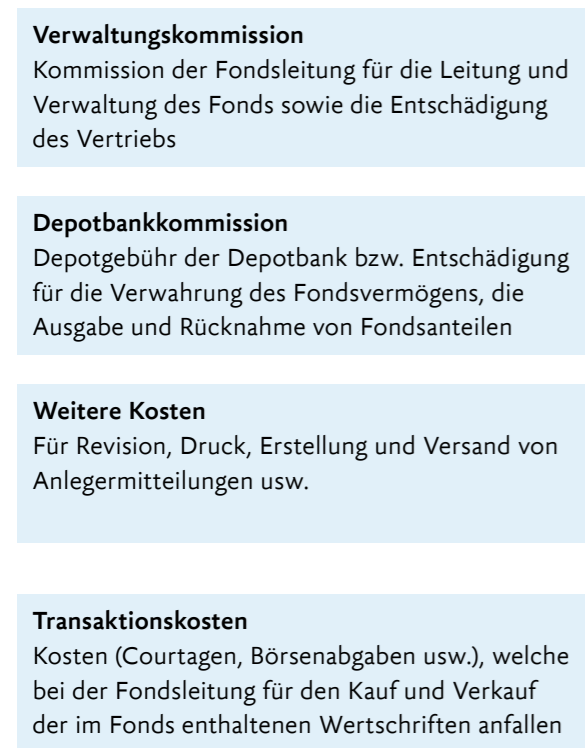 Verwaltungskommission
Kommission der Fondsleitung für die Leitung und
Verwaltung des Fonds sowie die Entschädigung
des Vertriebs
Depotbankkommission
Depotgebühr der Depotbank bzw. Entschädigung
für die Verwahrung des Fondsvermögens, die
Ausgabe und Rücknahme von Fondsanteilen
Weitere Kosten
Für Revision, Druck, Erstellung und Versand von
Anlegermitteilungen usw.
Transaktionskosten
Kosten (Courtagen, Börsenabgaben usw.), welche
bei der Fondsleitung für den Kauf und Verkauf
der im Fonds enthaltenen Wertschriften anfallen